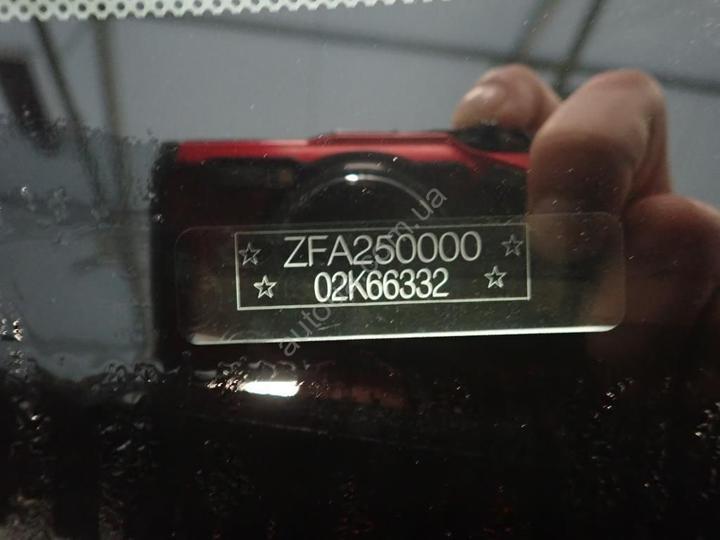 ☆ ZFA250000 ☆
☆ 02K66332 ☆